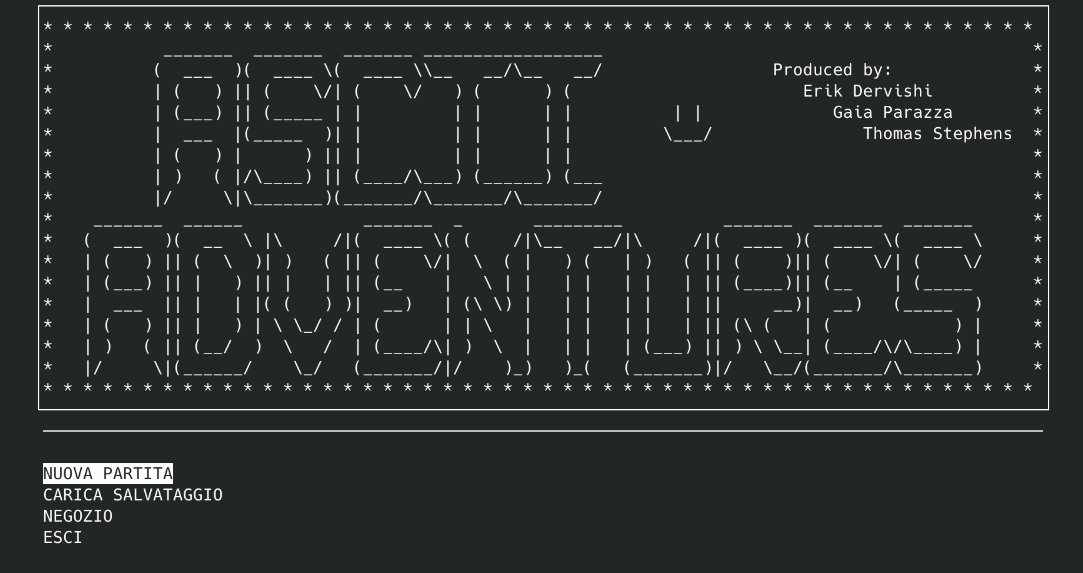 ASCII
Produced by:
Erik Dervishi
Gaia Parazza
Thomas Stephens
ADVENTURES
NUOVA PARTITA
CARICA SALVATAGGIO
NEGOZIO
ESCI